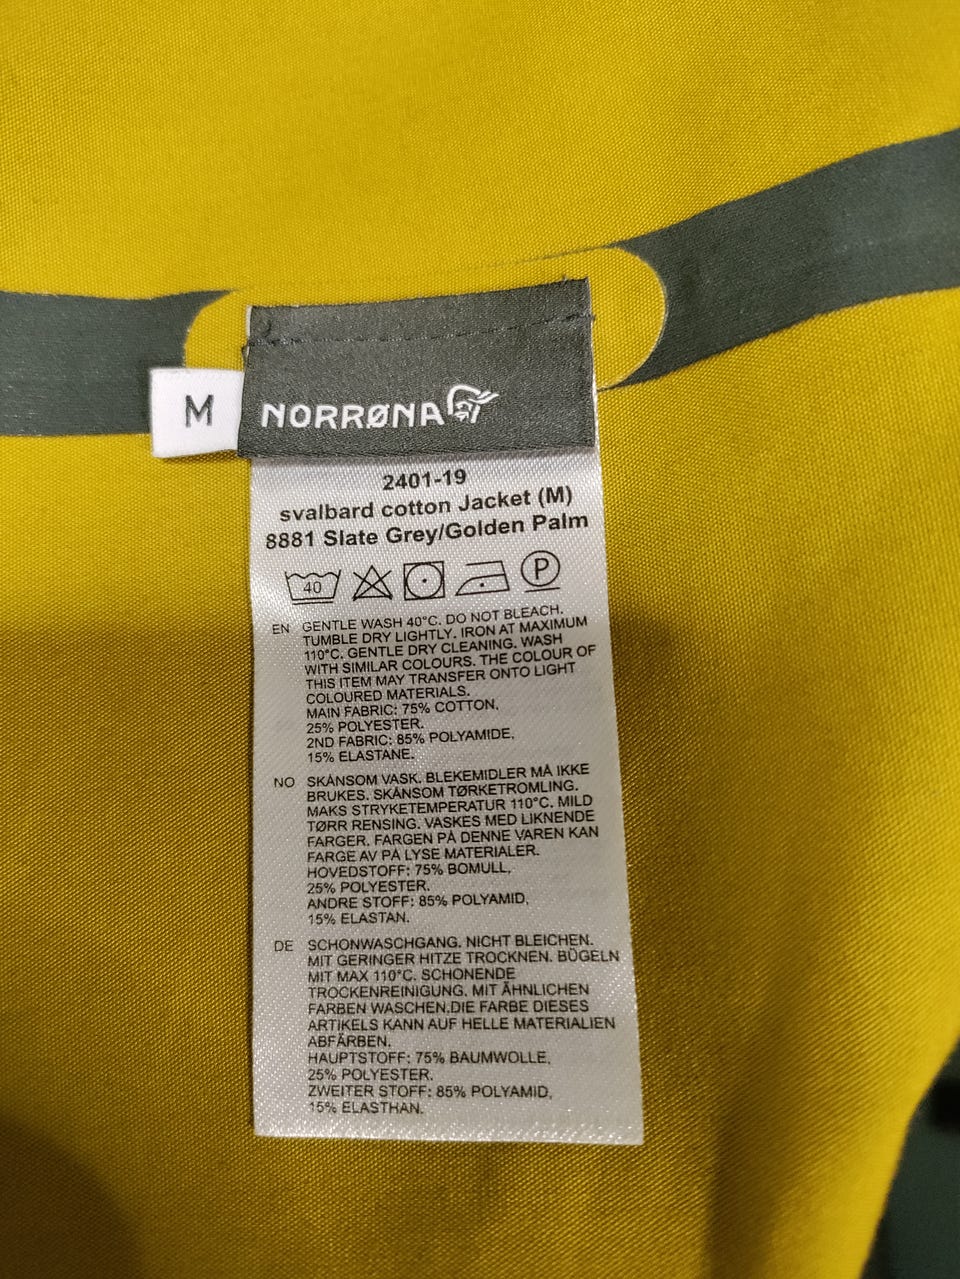 M
NORRØNA
2401-19
svalbard cotton Jacket (M)
8881 Slate Grey/Golden Palm
40 P
EN GENTLE WASH 40°C. DO NOT BLEACH.
TUMBLE DRY LIGHTLY. IRON AT MAXIMUM
110°C. GENTLE DRY CLEANING. WASH
WITH SIMILAR COLOURS. THE COLOUR OF
THIS ITEM MAY TRANSFER ONTO LIGHT
COLOURED MATERIALS.
MAIN FABRIC: 75% COTTON,
25% POLYESTER.
2ND FABRIC: 85% POLYAMIDE,
15% ELASTANE.
NO SKÅNSOM VASK. BLEKEMIDLER MÅ IKKE
BRUKES. SKÅNSOM TØRKETROMLING.
MAKS STRYKETEMPERATUR 110°C. MILD
TØRR RENSING. VASKES MED LIKNENDE
FARGER. FARGEN PÅ DENNE VAREN KAN
FARGE AV PÅ LYSE MATERIALER.
HOVEDSTOFF: 75% BOMULL,
25% POLYESTER.
ANDRE STOFF: 85% POLYAMID,
15% ELASTAN.
DE SCHONWASCHGANG. NICHT BLEICHEN.
MIT GERINGER HITZE TROCKNEN. BÜGELN
MIT MAX 110°C. SCHONENDE
TROCKENREINIGUNG. MIT ÄHNLICHEN
FARBEN WASCHEN.DIE FARBE DIESES
ARTIKELS KANN AUF HELLE MATERIALIEN
ABFÄRBEN.
HAUPTSTOFF: 75% BAUMWOLLE,
25% POLYESTER.
ZWEITER STOFF: 85% POLYAMID,
15% ELASTHAN.